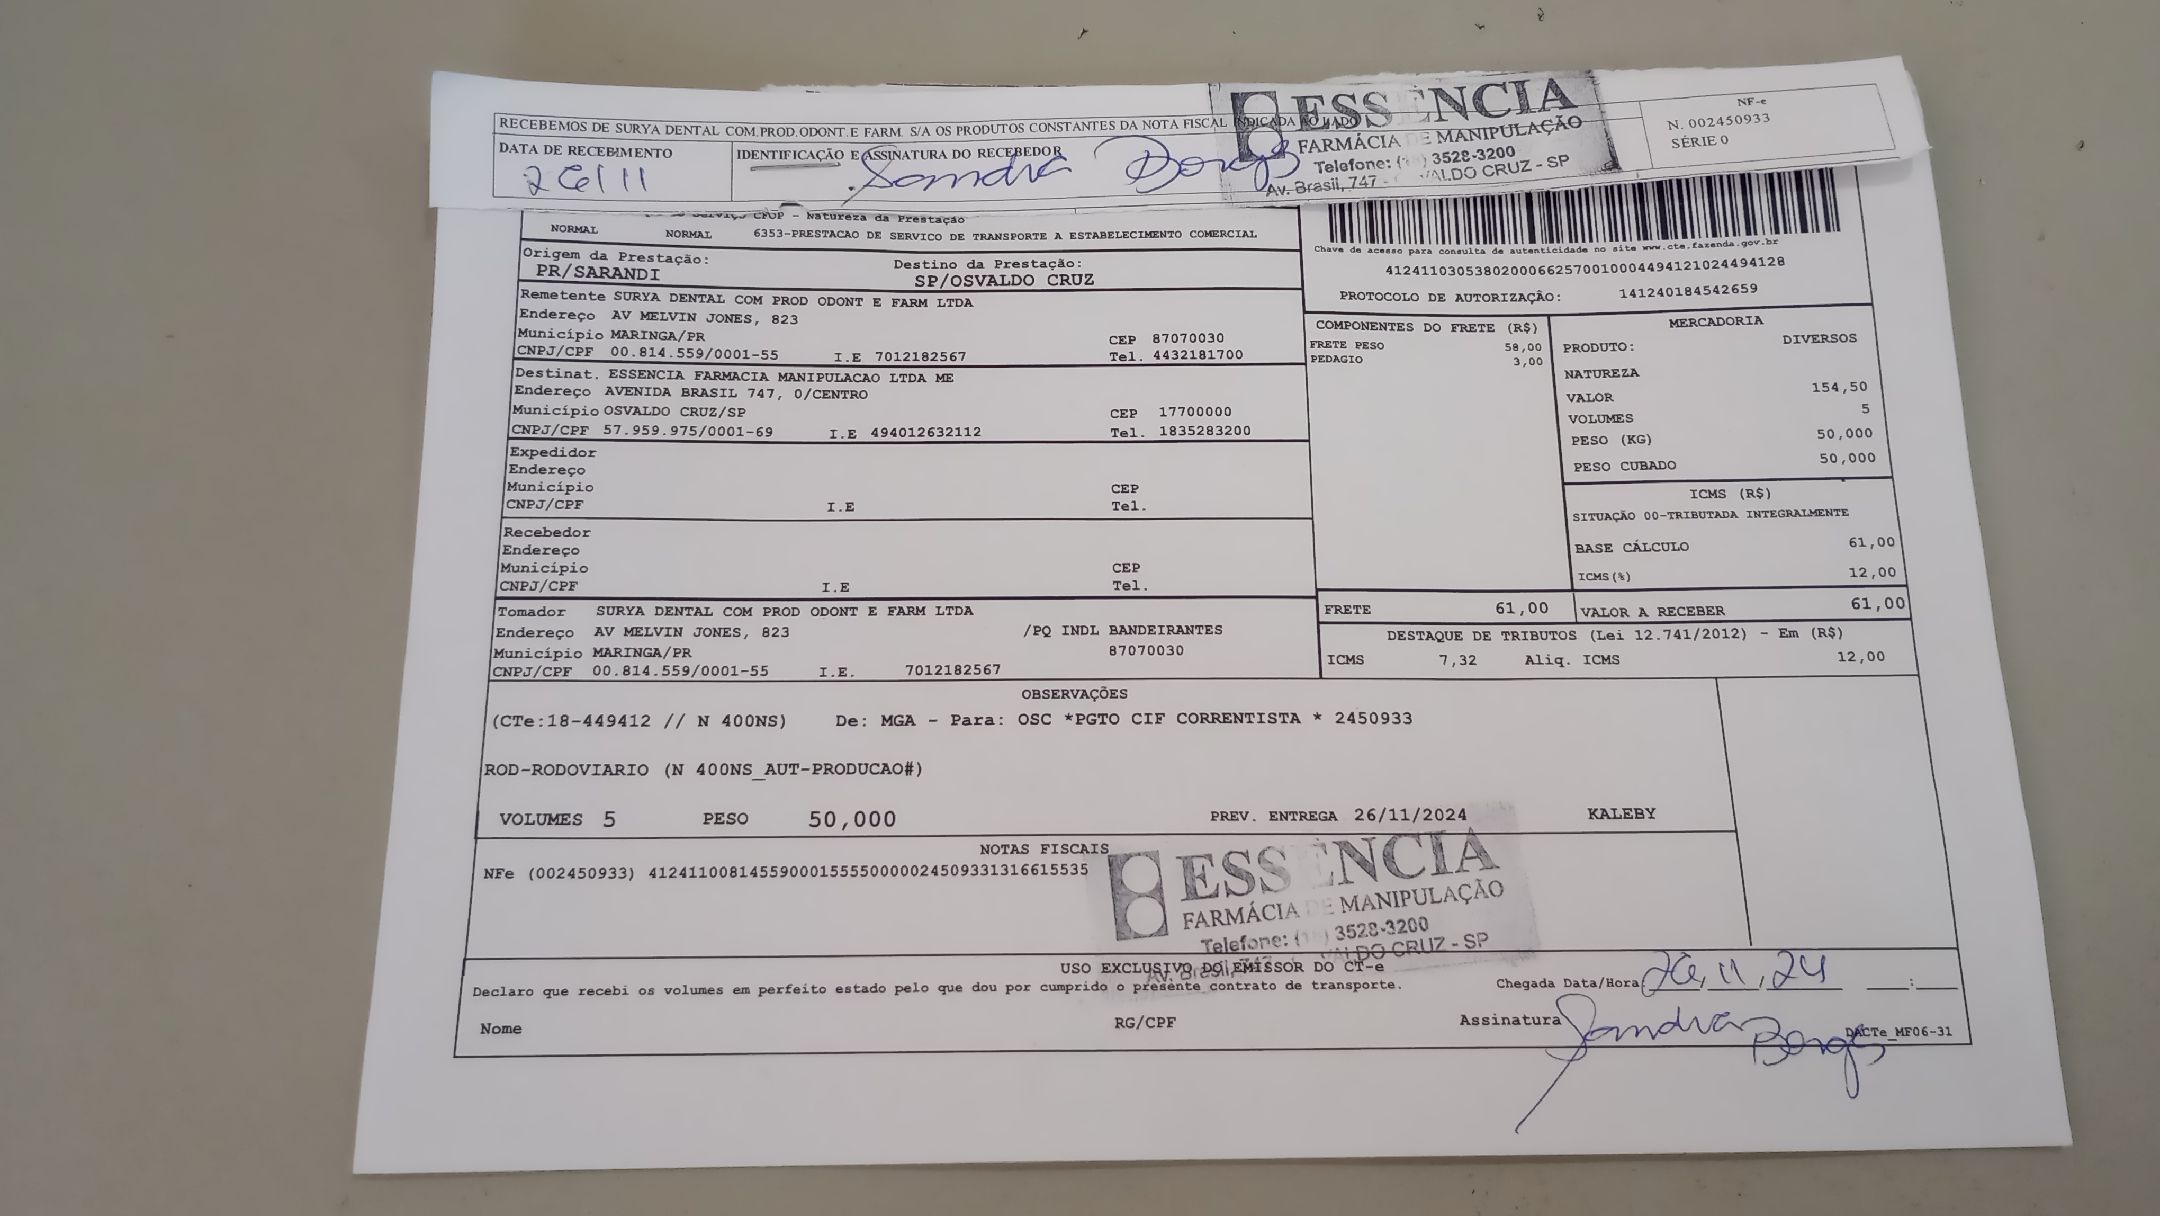 RECEBEMOS DE SURYA DENTAL COM.PROD.ODONT.E FARM. S/A OS PRODUTOS CONSTANTES DA NOTA FISCAL INDICADA AO LADO
NF-e
N. 002450933
SÉRIE 0
DATA DE RECEBIMENTO
26/11
IDENTIFICAÇÃO E ASSINATURA DO RECEBEDOR
Sandra Borges
ESSÊNCIA
FARMÁCIA DE MANIPULAÇÃO
Telefone: ( ) 3528-3200
Av. Brasil, 747 - VALDO CRUZ - SP
CFOP - Natureza da Prestação
NORMAL NORMAL 6353-PRESTACAO DE SERVICO DE TRANSPORTE A ESTABELECIMENTO COMERCIAL
Origem da Prestação: Destino da Prestação:
PR/SARANDI SP/OSVALDO CRUZ
Chave de acesso para consulta de autenticidade no site www.cte.fazenda.gov.br
41241103053802000662570010004494121024494128
PROTOCOLO DE AUTORIZAÇÃO: 141240184542659
Remetente SURYA DENTAL COM PROD ODONT E FARM LTDA
Endereço AV MELVIN JONES, 823
Município MARINGA/PR CEP 87070030
CNPJ/CPF 00.814.559/0001-55 I.E 7012182567 Tel. 4432181700
Destinat. ESSENCIA FARMACIA MANIPULACAO LTDA ME
Endereço AVENIDA BRASIL 747, 0/CENTRO
Município OSVALDO CRUZ/SP CEP 17700000
CNPJ/CPF 57.959.975/0001-69 I.E 494012632112 Tel. 1835283200
Expedidor
Endereço
Município CEP
CNPJ/CPF I.E Tel.
Recebedor
Endereço
Município CEP
CNPJ/CPF I.E Tel.
Tomador SURYA DENTAL COM PROD ODONT E FARM LTDA
Endereço AV MELVIN JONES, 823 /PQ INDL BANDEIRANTES
Município MARINGA/PR 87070030
CNPJ/CPF 00.814.559/0001-55 I.E. 7012182567
COMPONENTES DO FRETE (R$)
FRETE PESO 58,00
PEDAGIO 3,00
MERCADORIA
PRODUTO: DIVERSOS
NATUREZA
VALOR 154,50
VOLUMES 5
PESO (KG) 50,000
PESO CUBADO 50,000
ICMS (R$)
SITUAÇÃO 00-TRIBUTADA INTEGRALMENTE
BASE CÁLCULO 61,00
ICMS(%) 12,00
FRETE 61,00 VALOR A RECEBER 61,00
DESTAQUE DE TRIBUTOS (Lei 12.741/2012) - Em (R$)
ICMS 7,32 Aliq. ICMS 12,00
OBSERVAÇÕES
(CTe:18-449412 // N 400NS) De: MGA - Para: OSC *PGTO CIF CORRENTISTA * 2450933
ROD-RODOVIARIO (N 400NS_AUT-PRODUCAO#)
VOLUMES 5 PESO 50,000 PREV. ENTREGA 26/11/2024 KALEBY
NOTAS FISCAIS
NFe (002450933) 41241100814559000155550000024509331316615535
ESSÊNCIA
FARMÁCIA DE MANIPULAÇÃO
Telefone: ( ) 3528-3200
VALDO CRUZ - SP
Av. Brasil,
USO EXCLUSIVO DO EMISSOR DO CT-e
Declaro que recebi os volumes em perfeito estado pelo que dou por cumprido o presente contrato de transporte.
Chegada Data/Hora 26,11,24 ___:___
Nome RG/CPF Assinatura Sandra Borges
DACTe_MF06-31